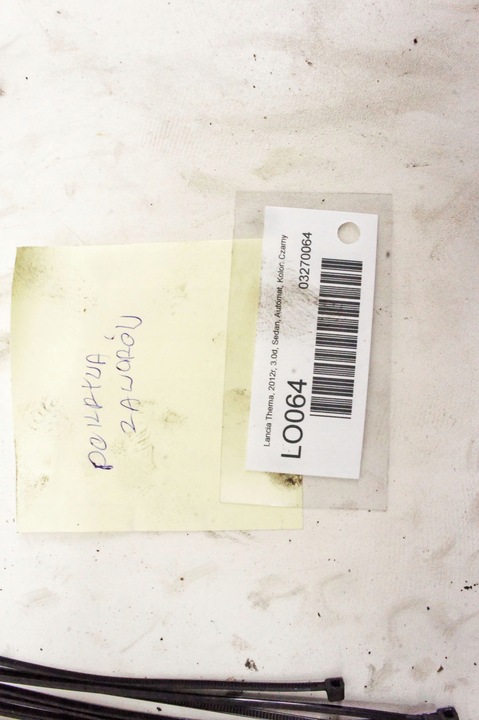 POKRYWA
ZAWORÓW
Lancia Thema, 2012r, 3.0d, Sedan, Automat, Kolor: Czarny
03270064
LO064